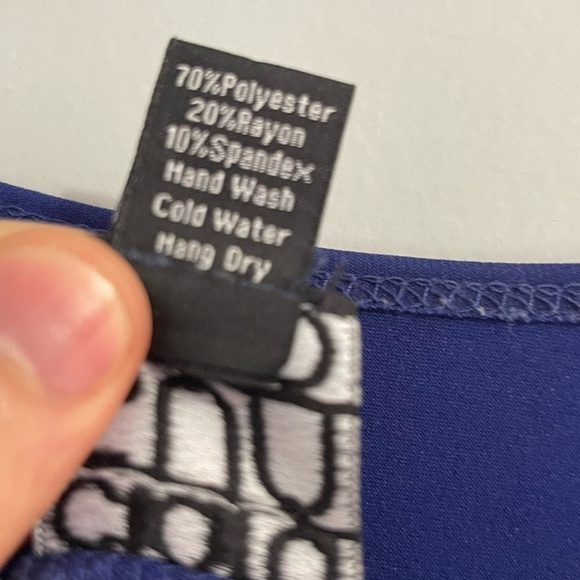 70%Polyester
20%Rayon
10%Spandex
Hand Wash
Cold Water
Hang Dry